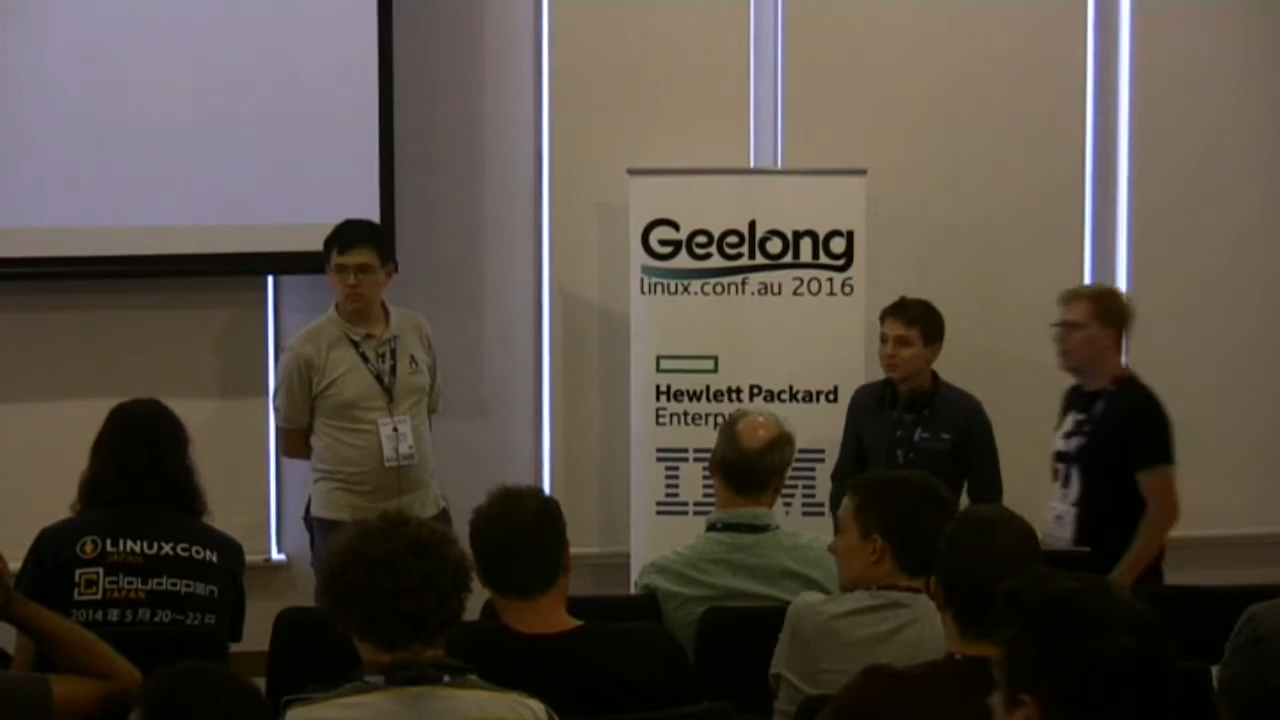 Geelong
linux.conf.au 2016
Hewlett Packard
Enterp
IBM
LINUXCON
JAPAN
cloudopen
JAPAN
2014年5月20~22日